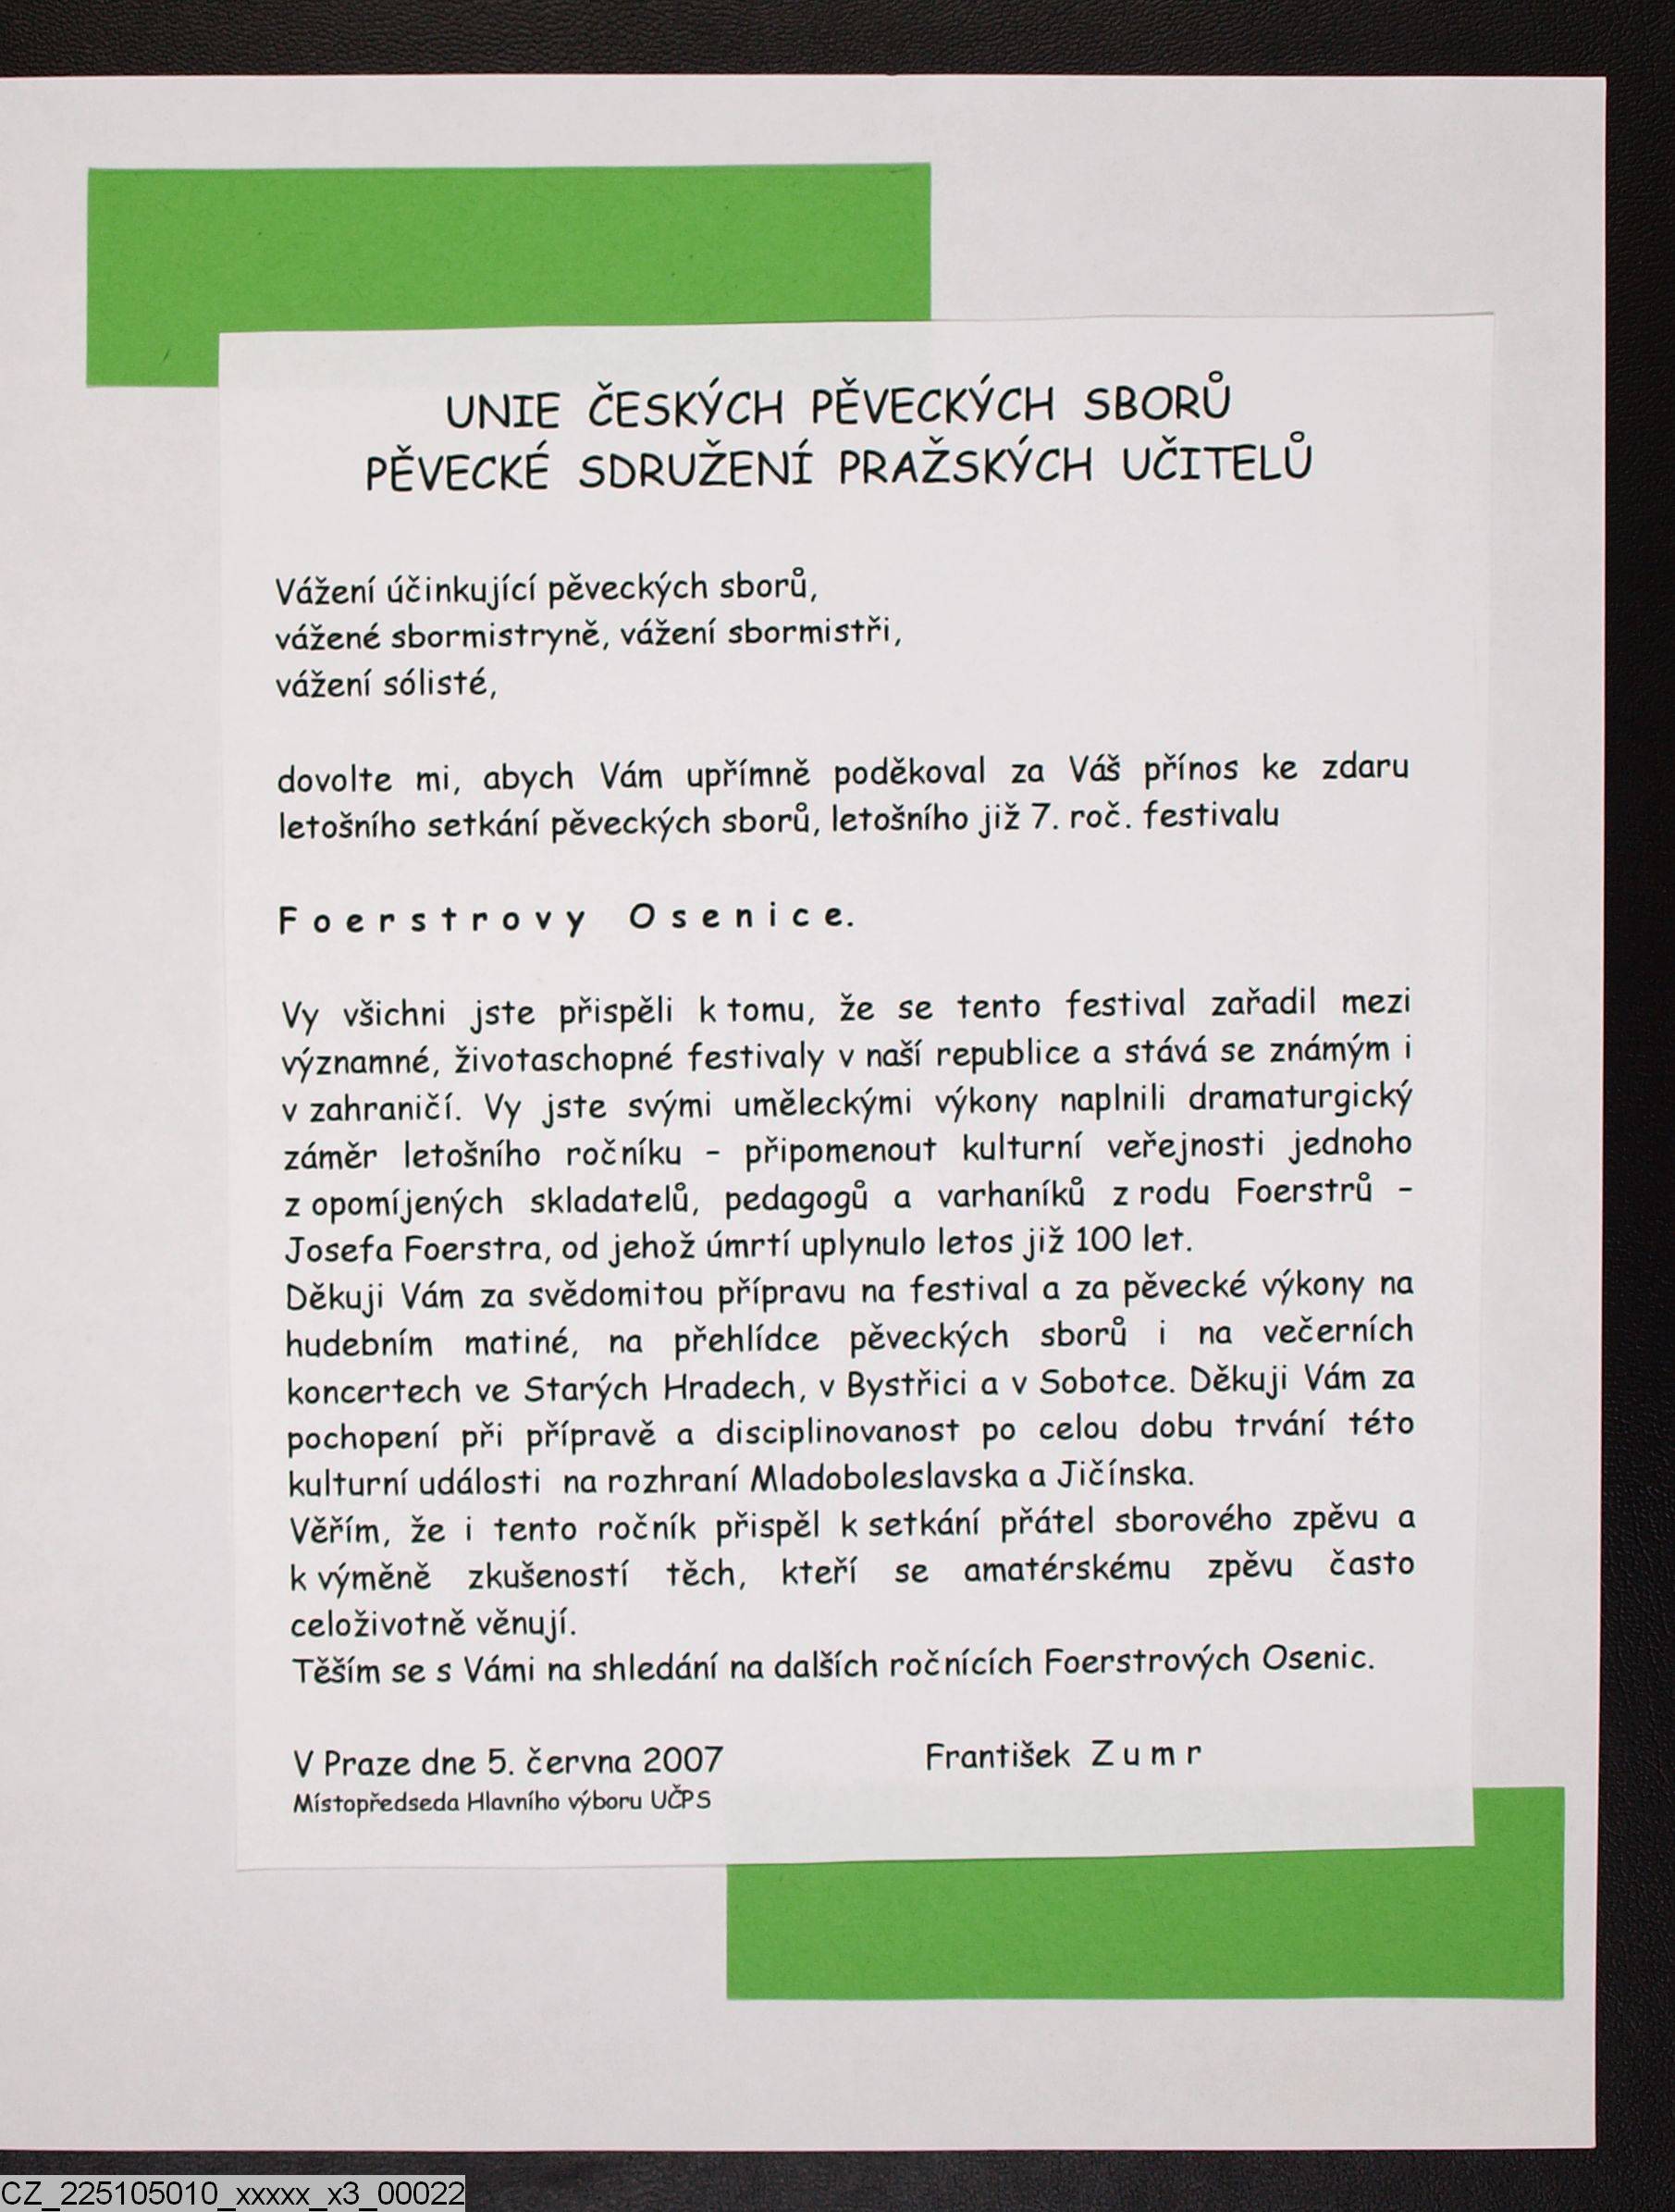 UNIE ČESKÝCH PĚVECKÝCH SBORŮ
PĚVECKÉ SDRUŽENÍ PRAŽSKÝCH UČITELŮ
Vážení účinkující pěveckých sborů,
vážené sbormistryně, vážení sbormistři,
vážení sólisté,
dovolte mi, abych Vám upřímně poděkoval za Váš přínos ke zdaru
letošního setkání pěveckých sborů, letošního již 7. roč. festivalu
F o e r s t r o v y O s e n i c e.
Vy všichni jste přispěli k tomu, že se tento festival zařadil mezi
významné, životaschopné festivaly v naší republice a stává se známým i
v zahraničí. Vy jste svými uměleckými výkony naplnili dramaturgický
záměr letošního ročníku – připomenout kulturní veřejnosti jednoho
z opomíjených skladatelů, pedagogů a varhaníků z rodu Foerstrů –
Josefa Foerstra, od jehož úmrtí uplynulo letos již 100 let.
Děkuji Vám za svědomitou přípravu na festival a za pěvecké výkony na
hudebním matiné, na přehlídce pěveckých sborů i na večerních
koncertech ve Starých Hradech, v Bystřici a v Sobotce. Děkuji Vám za
pochopení při přípravě a disciplinovanost po celou dobu trvání této
kulturní události na rozhraní Mladoboleslavska a Jičínska.
Věřím, že i tento ročník přispěl k setkání přátel sborového zpěvu a
k výměně zkušeností těch, kteří se amatérskému zpěvu často
celoživotně věnují.
Těším se s Vámi na shledání na dalších ročnících Foerstrových Osenic.
V Praze dne 5. června 2007 František Z u m r
Místopředseda Hlavního výboru UČPS
CZ_225105010_xxxxx_x3_00022